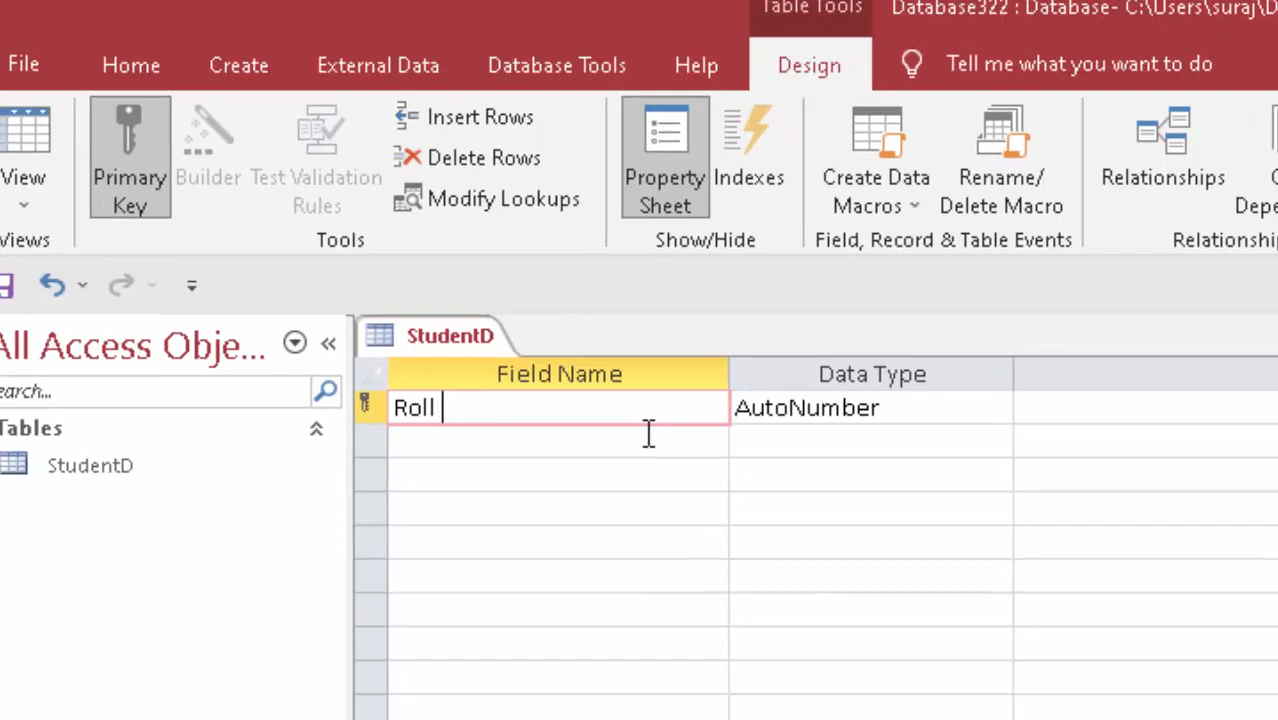 Table Tools
Database322 : Database- C:\Users\suraj\D
File
Home
Create
External Data
Database Tools
Help
Design
Tell me what you want to do
View
Views
Primary
Key
Builder
Test Validation
Rules
Insert Rows
Delete Rows
Modify Lookups
Tools
Property
Sheet
Indexes
Show/Hide
Create Data
Macros
Rename/
Delete Macro
Field, Record & Table Events
Relationships
Depe
Relationshi
All Access Obje...
earch...
Tables
StudentD
StudentD
Field Name
Data Type
Roll
AutoNumber